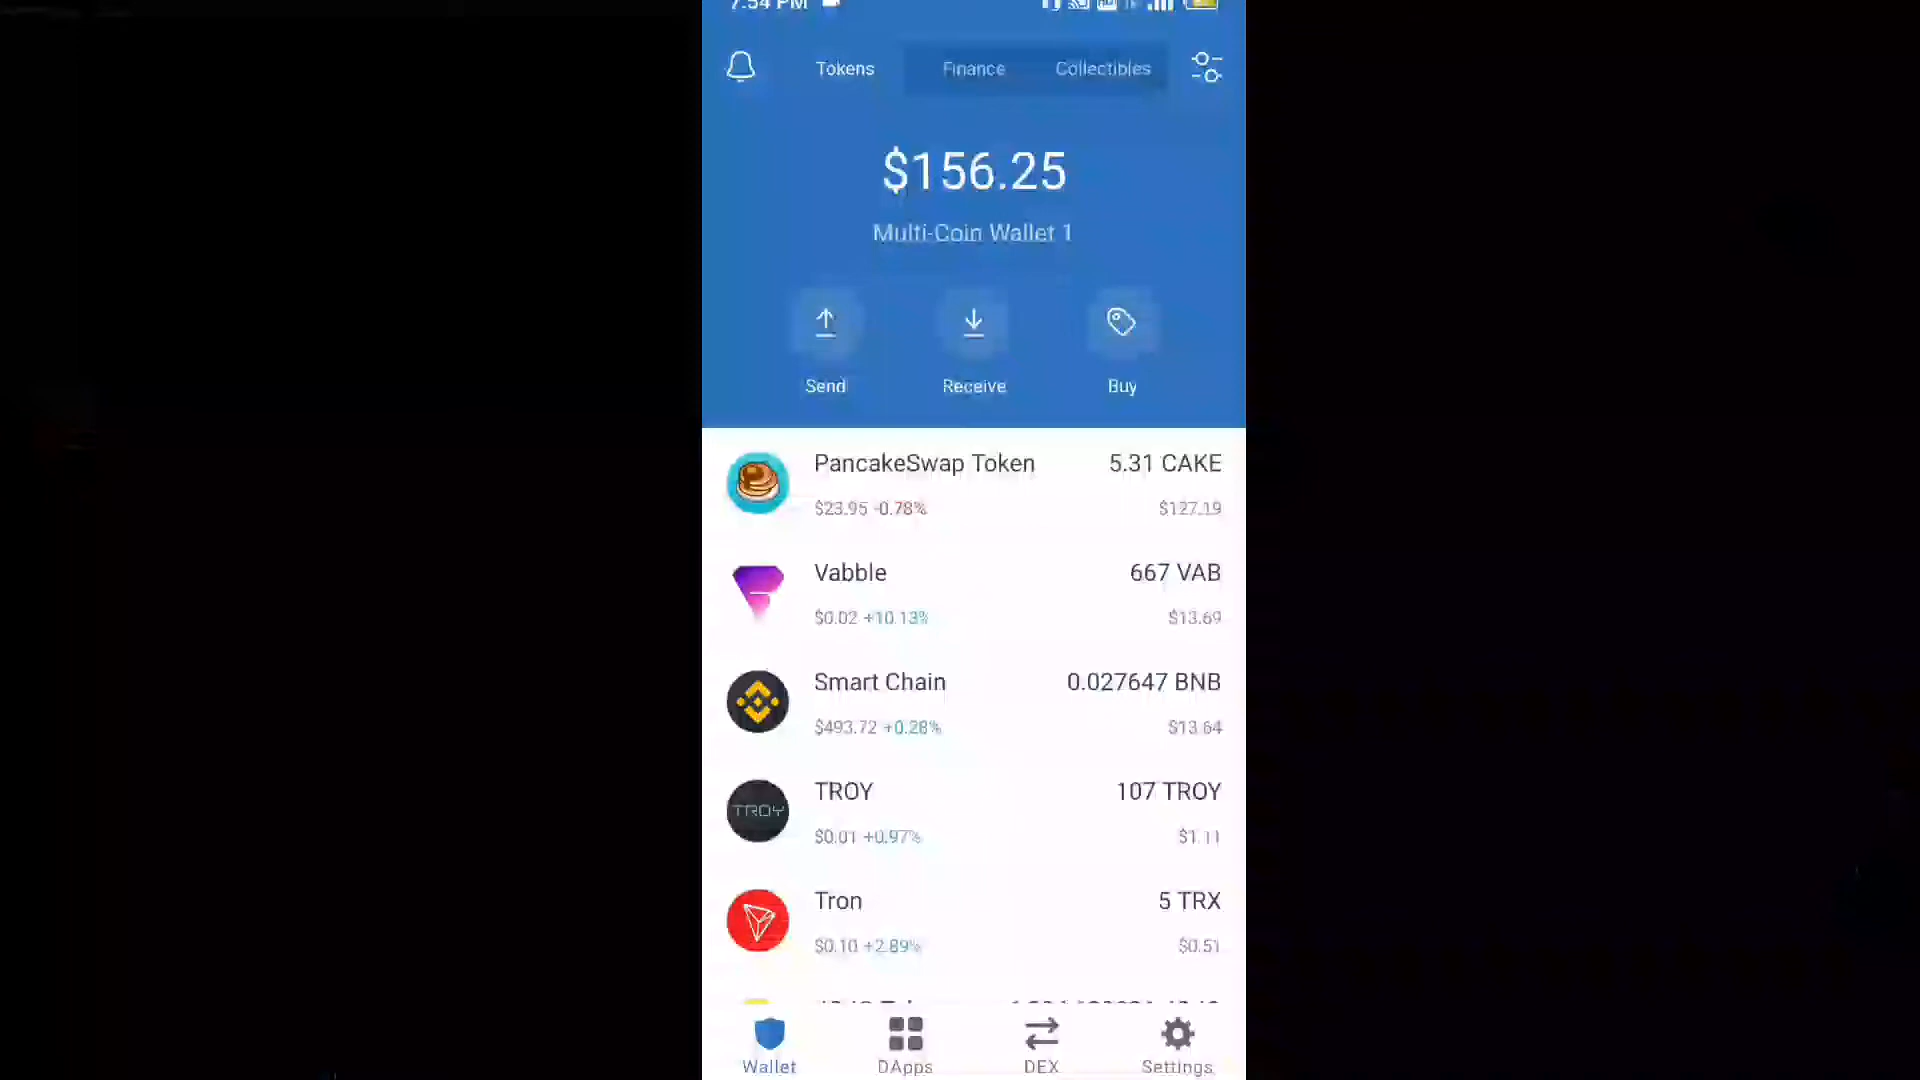 7:54 PM
Tokens Finance Collectibles
$156.25
Multi-Coin Wallet 1
Send Receive Buy
PancakeSwap Token 5.31 CAKE
$23.95 -0.78% $127.19
Vabble 667 VAB
$0.02 +10.13% $13.69
Smart Chain 0.027647 BNB
$493.72 +0.28% $13.64
TROY
TROY 107 TROY
$0.01 +0.97% $1.11
Tron 5 TRX
$0.10 +2.89% $0.51
Wallet DApps DEX Settings